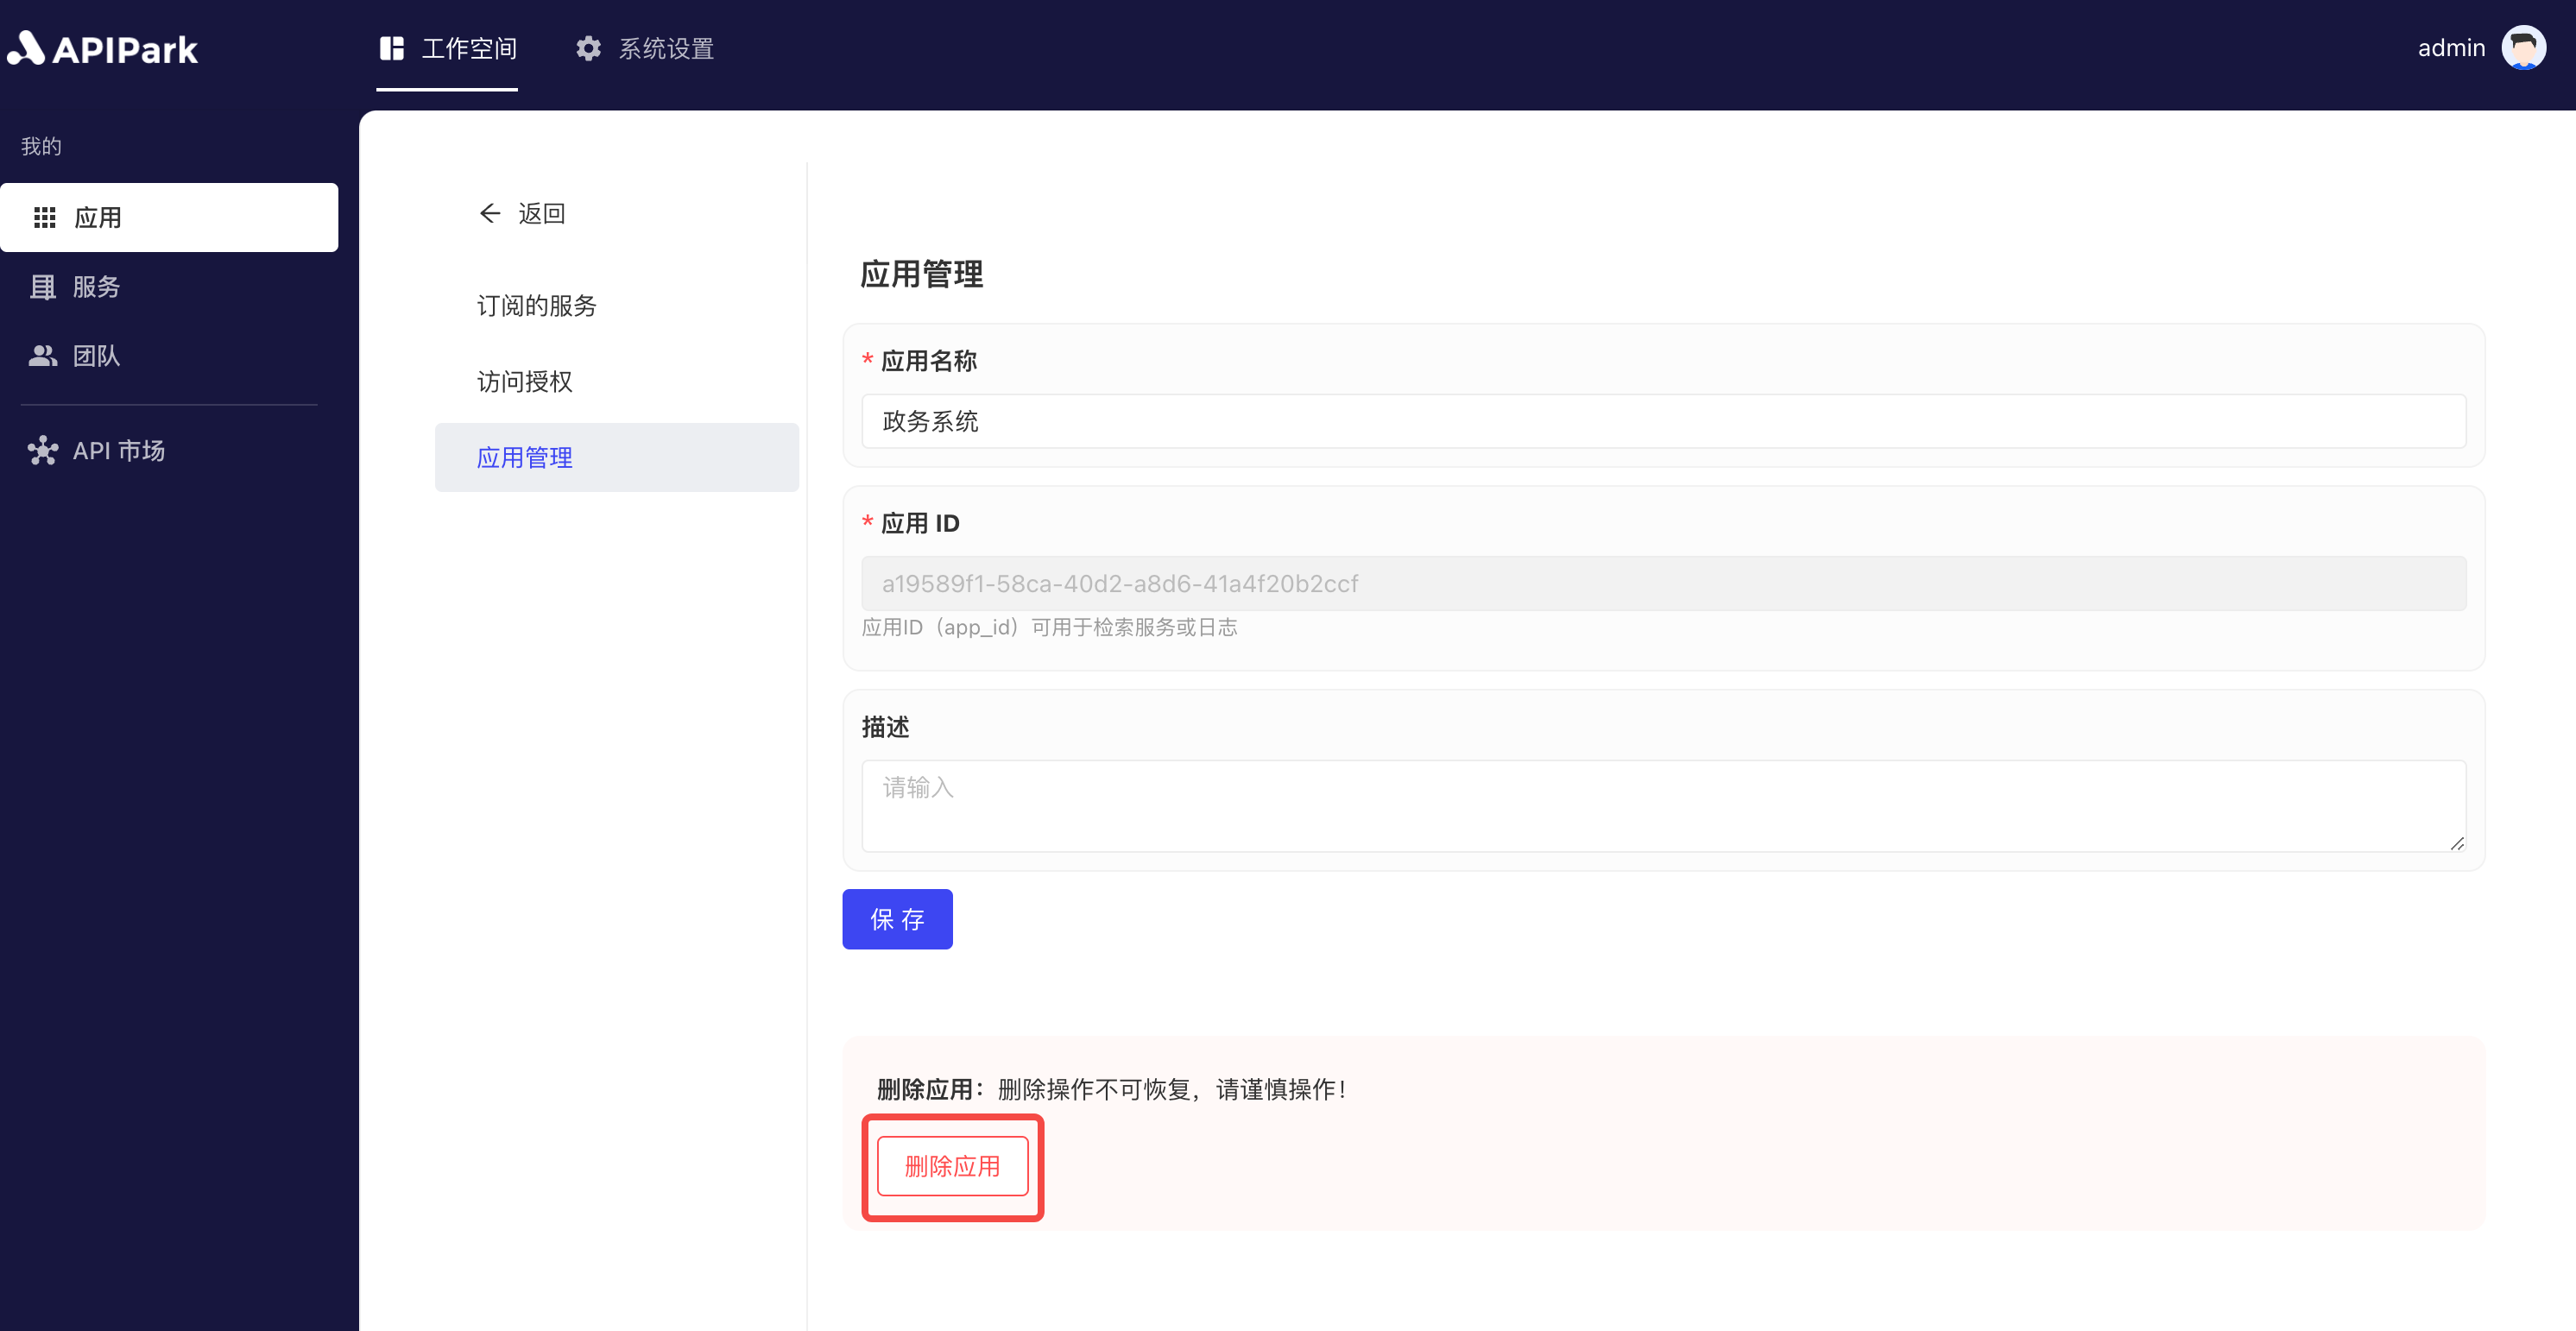 APIPark
工作空间
系统设置
admin
我的
应用
服务
团队
API 市场
返回
订阅的服务
访问授权
应用管理
应用管理
* 应用名称
政务系统
* 应用 ID
a19589f1-58ca-40d2-a8d6-41a4f20b2ccf
应用ID（app_id）可用于检索服务或日志
描述
请输入
保 存
删除应用：删除操作不可恢复，请谨慎操作！
删除应用